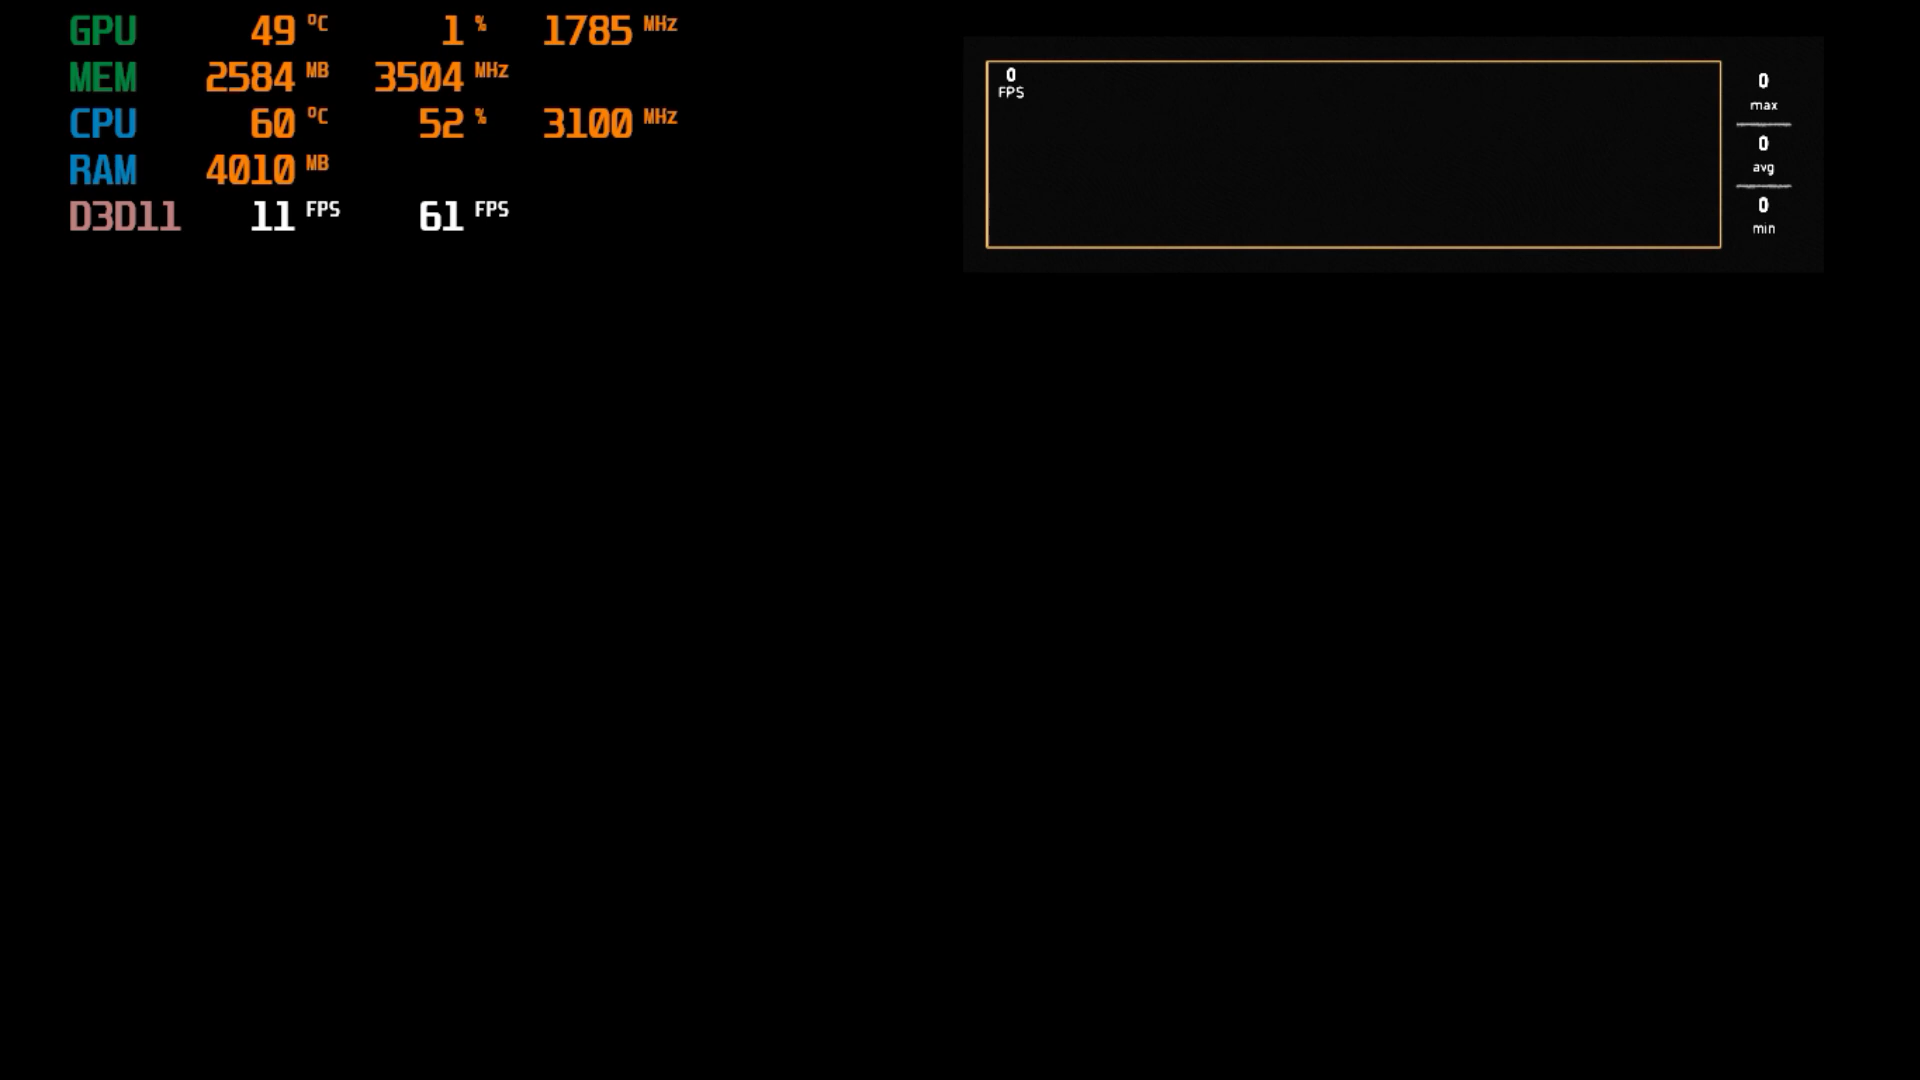 GPU 49 °C 1 % 1785 MHz
MEM 2584 MB 3504 MHz
CPU 60 °C 52 % 3100 MHz
RAM 4010 MB
D3D11 11 FPS 61 FPS
0
FPS
0
max
0
avg
0
min